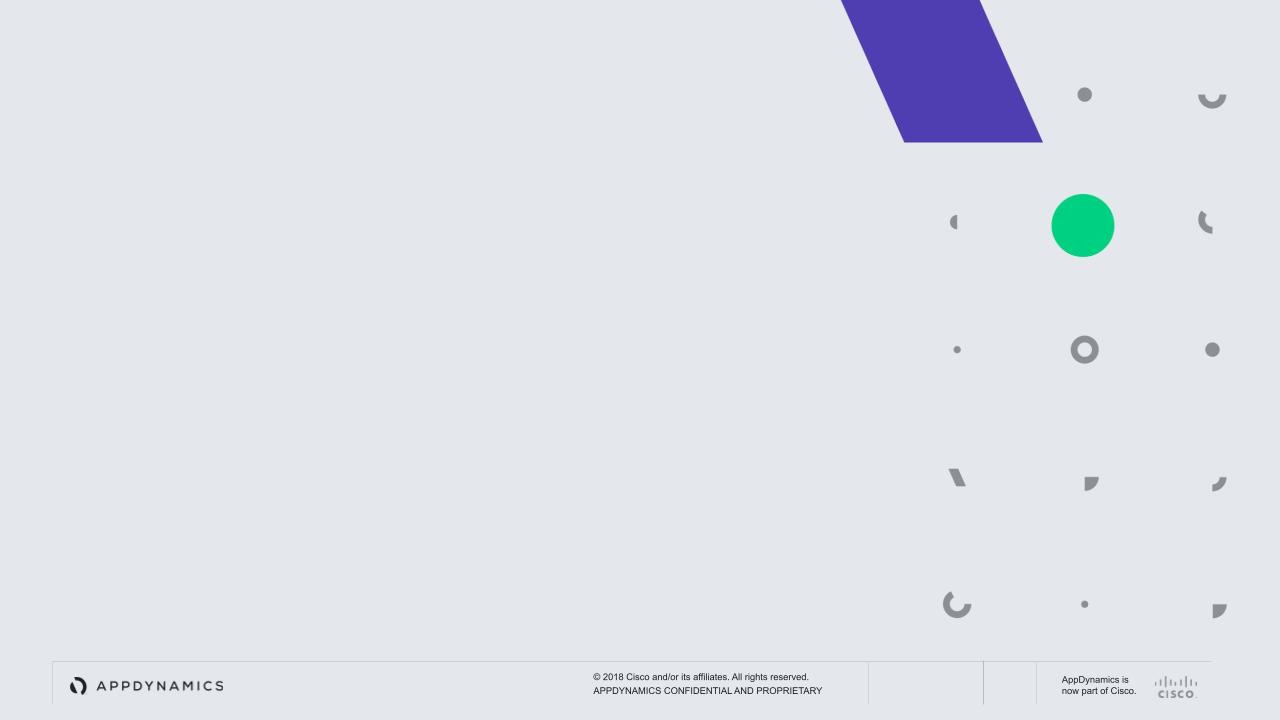 APPDYNAMICS
© 2018 Cisco and/or its affiliates. All rights reserved.
APPDYNAMICS CONFIDENTIAL AND PROPRIETARY
AppDynamics is
now part of Cisco.
CISCO